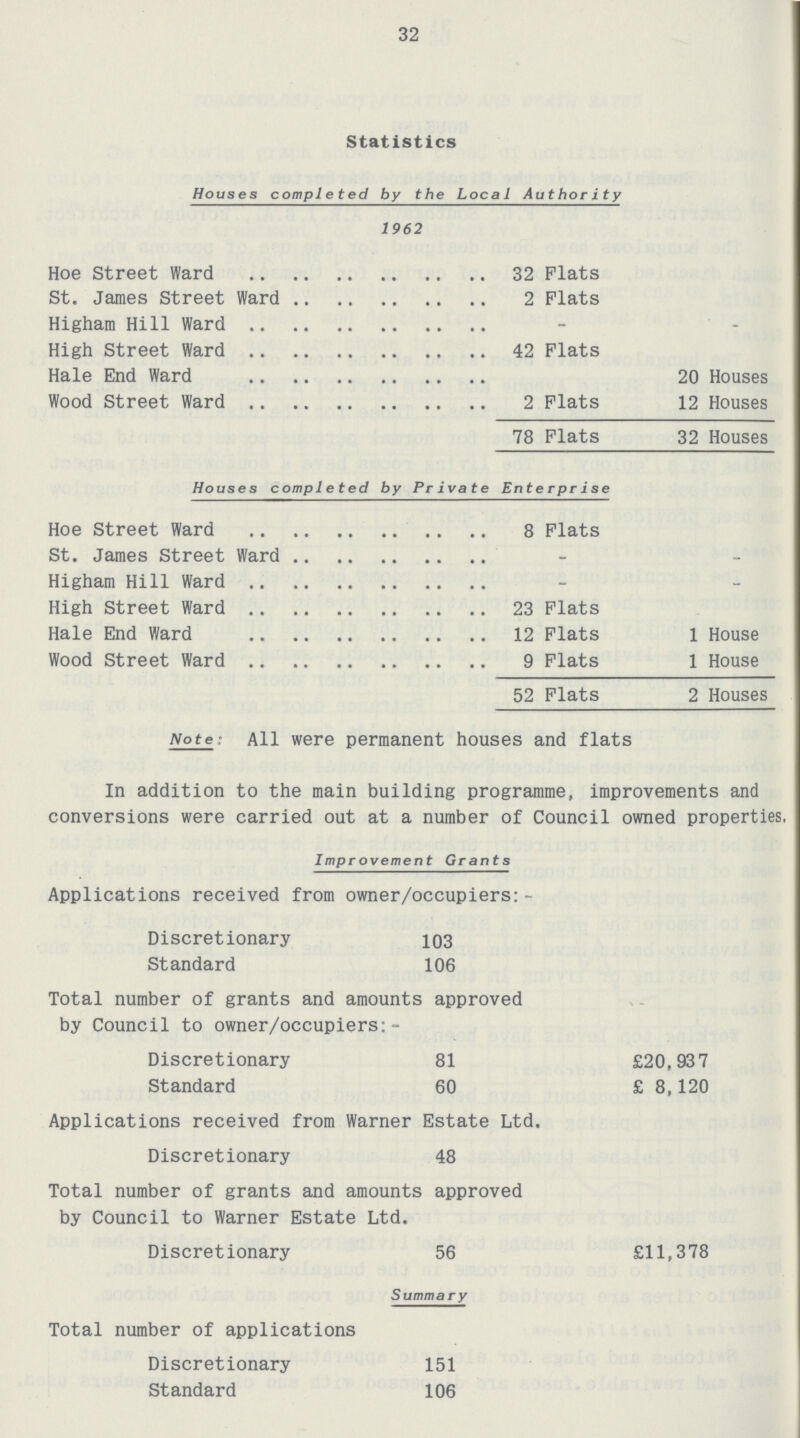 32
Statistics
Houses completed by the Local Authority
1962
Hoe Street Ward .. .. .. .. .. .. 32 Flats
St. James Street Ward .. .. .. .. .. 2 Flats
Higham Hill Ward .. .. .. .. .. .. - -
High Street Ward .. .. .. .. .. .. 42 Flats
Hale End Ward .. .. .. .. .. .. 20 Houses
Wood Street Ward .. .. .. .. .. .. 2 Flats 12 Houses
78 Flats 32 Houses
Houses completed by Private Enterprise
Hoe Street Ward .. .. .. .. .. .. 8 Flats
St. James Street Ward .. .. .. .. .. - -
Higham Hill Ward .. .. .. .. .. .. - -
High Street Ward .. .. .. .. .. .. 23 Flats
Hale End Ward .. .. .. .. .. .. 12 Flats 1 House
Wood Street Ward .. .. .. .. .. .. 9 Flats 1 House
52 Flats 2 Houses
Note: All were permanent houses and flats
In addition to the main building programme, improvements and
conversions were carried out at a number of Council owned properties.
Improvement Grants
Applications received from owner/occupiers:-
Discretionary 103
Standard 106
Total number of grants and amounts approved
by Council to owner/occupiers:-
Discretionary 81 £20,937
Standard 60 £ 8,120
Applications received from Warner Estate Ltd.
Discretionary 48
Total number of grants and amounts approved
by Council to Warner Estate Ltd.
Discretionary 56 £11,378
Summary
Total number of applications
Discretionary 151
Standard 106